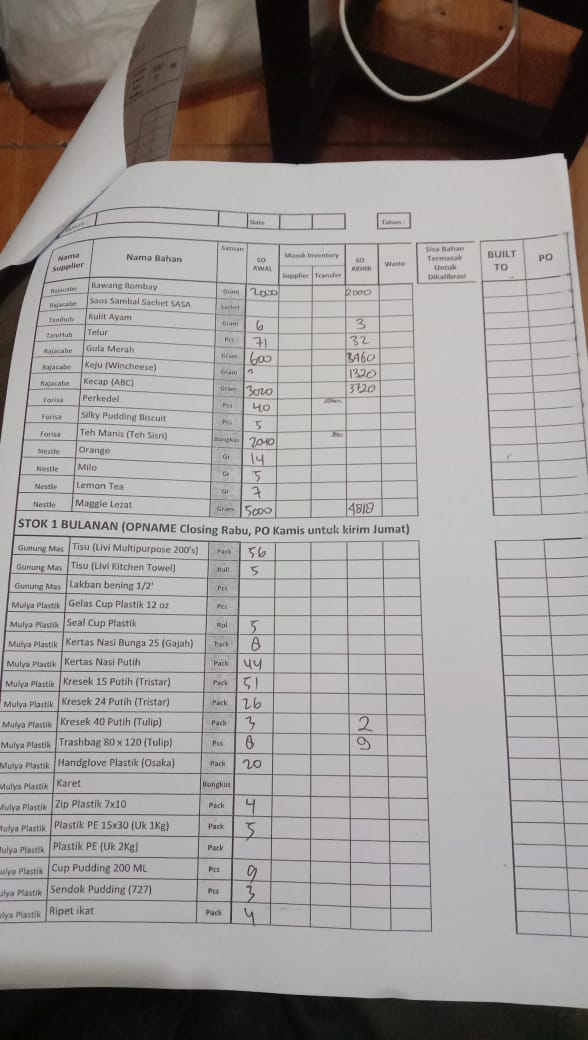 Date Tahun :
Nama Supplier Nama Bahan Satuan SO AWAL Masuk Inventory Supplier Transfer SO AKHIR Waste Sisa Bahan Termasuk Untuk Dikalibrasi BUILT TO PO
Rajacabe Bawang Bombay Gram 2000 2000
Rajacabe Saos Sambal Sachet SASA Sachet
Tanihub Kulit Ayam Gram 6 3
TaniHub Telur Pcs 71 32
Rajacabe Gula Merah Gram 600 3460
Rajacabe Keju (Wincheese) Gram 1320
Rajacabe Kecap (ABC) Gram 3020 3720
Forisa Perkedel Pcs 40
Forisa Silky Pudding Biscuit Pcs 5
Forisa Teh Manis (Teh Sisri) Bungkus 2040
Nestle Orange Gr 14
Nestle Milo Gr 5
Nestle Lemon Tea Gr 7
Nestle Maggie Lezat Gram 5000 4818
STOK 1 BULANAN (OPNAME Closing Rabu, PO Kamis untuk kirim Jumat)
Gunung Mas Tisu (Livi Multipurpose 200's) Pack 56
Gunung Mas Tisu (Livi Kitchen Towel) Roll 5
Gunung Mas Lakban bening 1/2' Pcs
Mulya Plastik Gelas Cup Plastik 12 oz Pcs
Mulya Plastik Seal Cup Plastik Rol 5
Mulya Plastik Kertas Nasi Bunga 25 (Gajah) Pack 8
Mulya Plastik Kertas Nasi Putih Pack 44
Mulya Plastik Kresek 15 Putih (Tristar) Pack 51
Mulya Plastik Kresek 24 Putih (Tristar) Pack 26
Mulya Plastik Kresek 40 Putih (Tulip) Pack 3 2
Mulya Plastik Trashbag 80 x 120 (Tulip) Pcs 8 9
Mulya Plastik Handglove Plastik (Osaka) Pack 20
Mulya Plastik Karet Bungkus
Mulya Plastik Zip Plastik 7x10 Pack 4
Mulya Plastik Plastik PE 15x30 (Uk 1Kg) Pack 5
Mulya Plastik Plastik PE (Uk 2Kg) Pack
ulya Plastik Cup Pudding 200 ML Pcs 9
ulya Plastik Sendok Pudding (727) Pcs 3
lya Plastik Ripet ikat Pack 4